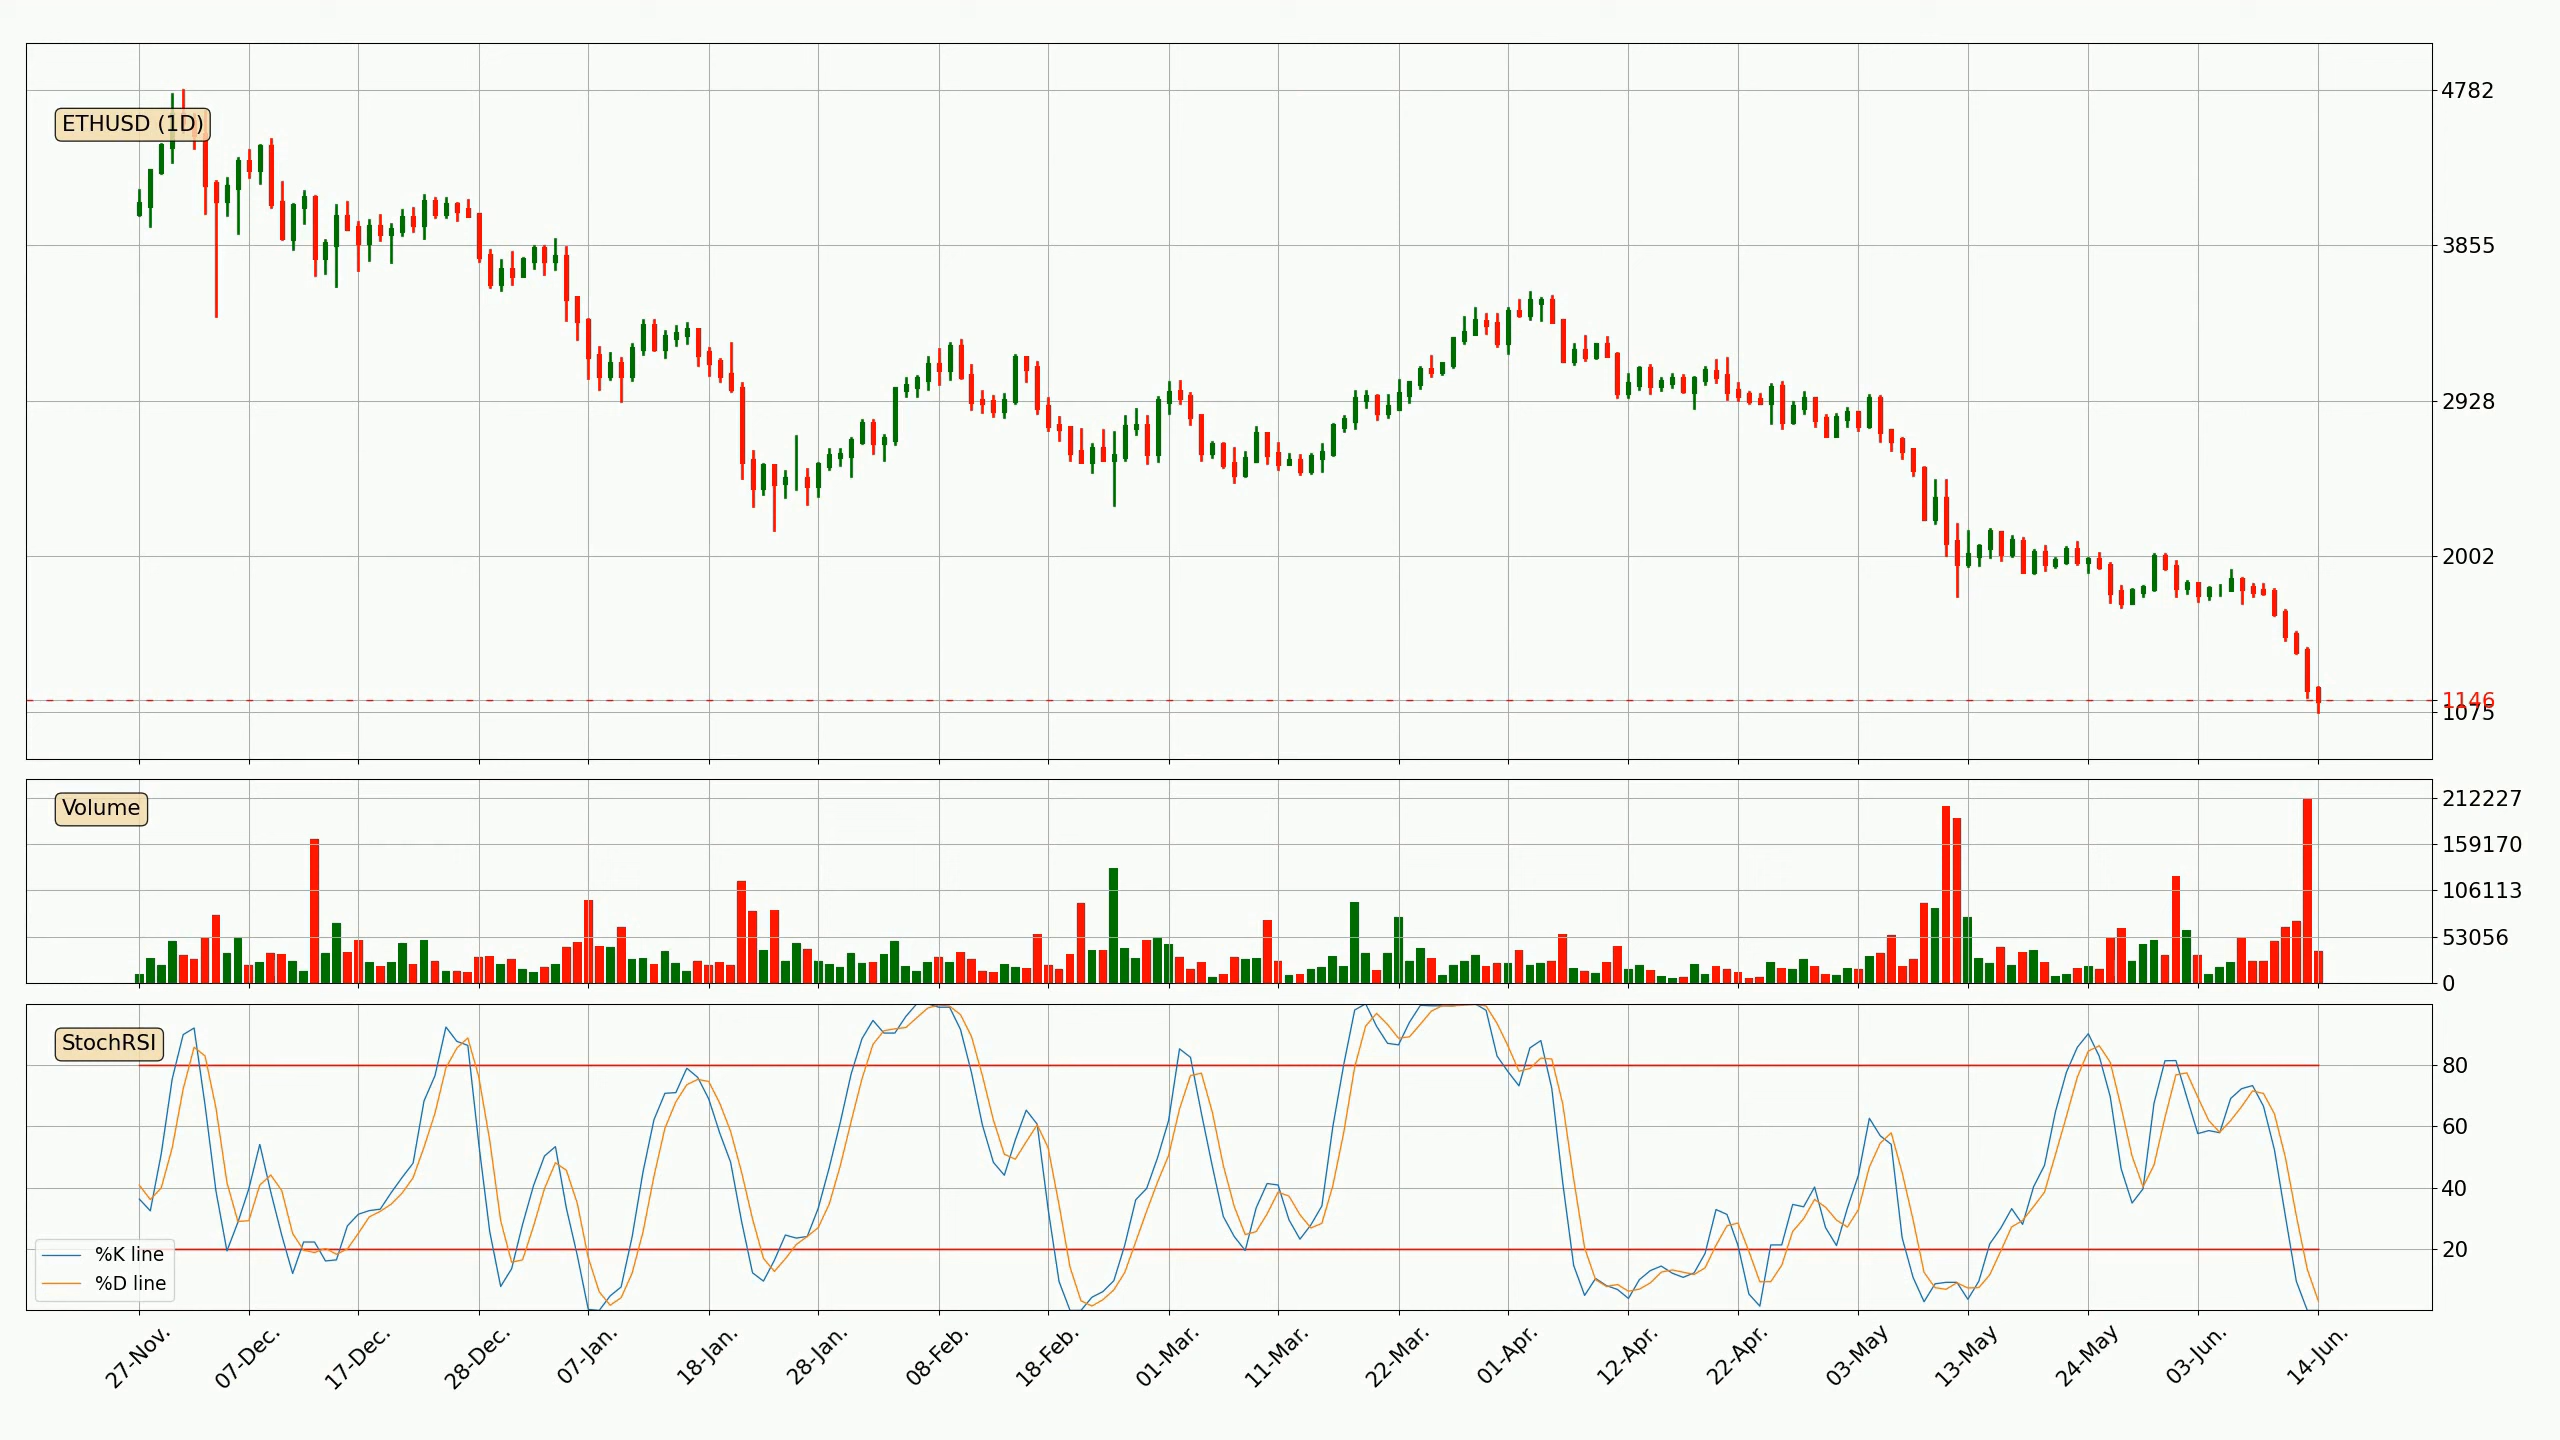 ETHUSD (1D)
4782
3855
2928
2002
1146
1075
Volume
212227
159170
106113
53056
0
StochRSI
80
60
40
20
%K line
%D line
27-Nov.
07-Dec.
17-Dec.
28-Dec.
07-Jan.
18-Jan.
28-Jan.
08-Feb.
18-Feb.
01-Mar.
11-Mar.
22-Mar.
01-Apr.
12-Apr.
22-Apr.
03-May
13-May
24-May
03-Jun.
14-Jun.